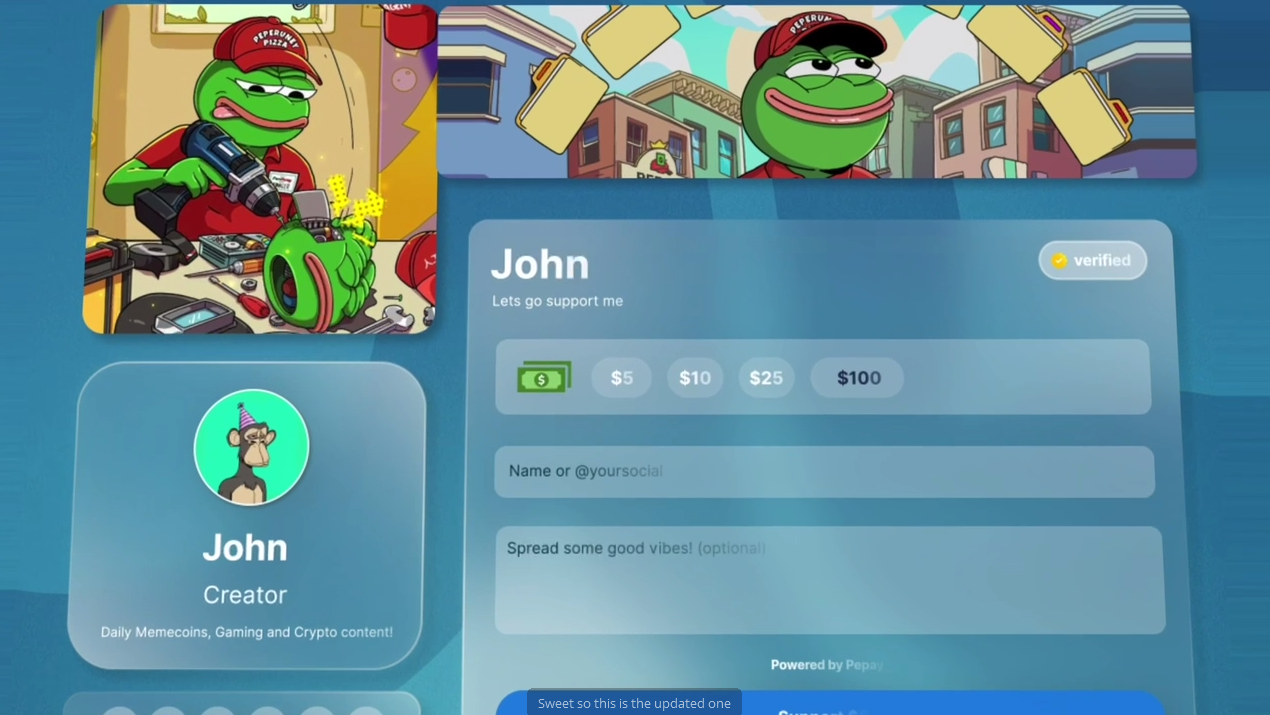 PEPERUNEY
PIZZA
PEPERUN
John
verified
Lets go support me
$5
$10
$25
$100
Name or @yoursocial
Spread some good vibes! (optional)
John
Creator
Daily Memecoins, Gaming and Crypto content!
Powered by Pepay
Support
Sweet so this is the updated one